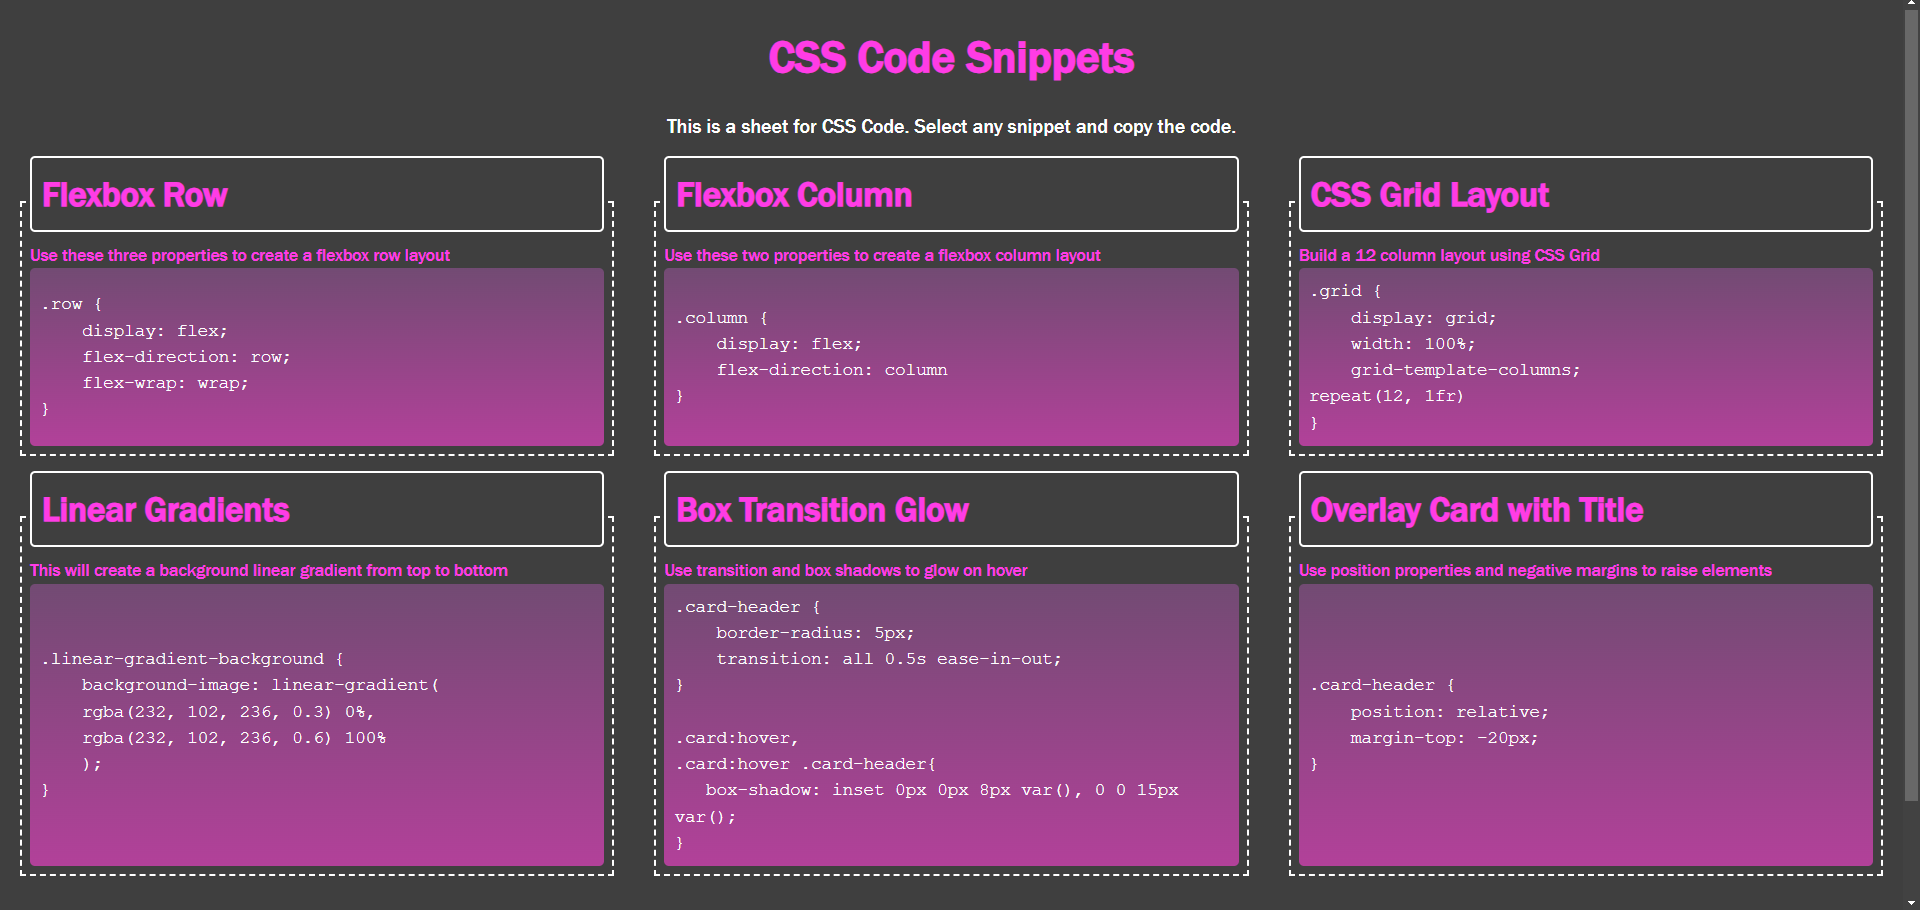 CSS Code Snippets
This is a sheet for CSS Code. Select any snippet and copy the code.
Flexbox Row
Use these three properties to create a flexbox row layout
.row {
    display: flex;
    flex-direction: row;
    flex-wrap: wrap;
}
Flexbox Column
Use these two properties to create a flexbox column layout
.column {
    display: flex;
    flex-direction: column
}
CSS Grid Layout
Build a 12 column layout using CSS Grid
.grid {
    display: grid;
    width: 100%;
    grid-template-columns;
repeat(12, 1fr)
}
Linear Gradients
This will create a background linear gradient from top to bottom
.linear-gradient-background {
    background-image: linear-gradient(
    rgba(232, 102, 236, 0.3) 0%,
    rgba(232, 102, 236, 0.6) 100%
    );
}
Box Transition Glow
Use transition and box shadows to glow on hover
.card-header {
    border-radius: 5px;
    transition: all 0.5s ease-in-out;
}
.card:hover,
.card:hover .card-header{
   box-shadow: inset 0px 0px 8px var(), 0 0 15px
var();
}
Overlay Card with Title
Use position properties and negative margins to raise elements
.card-header {
    position: relative;
    margin-top: -20px;
}